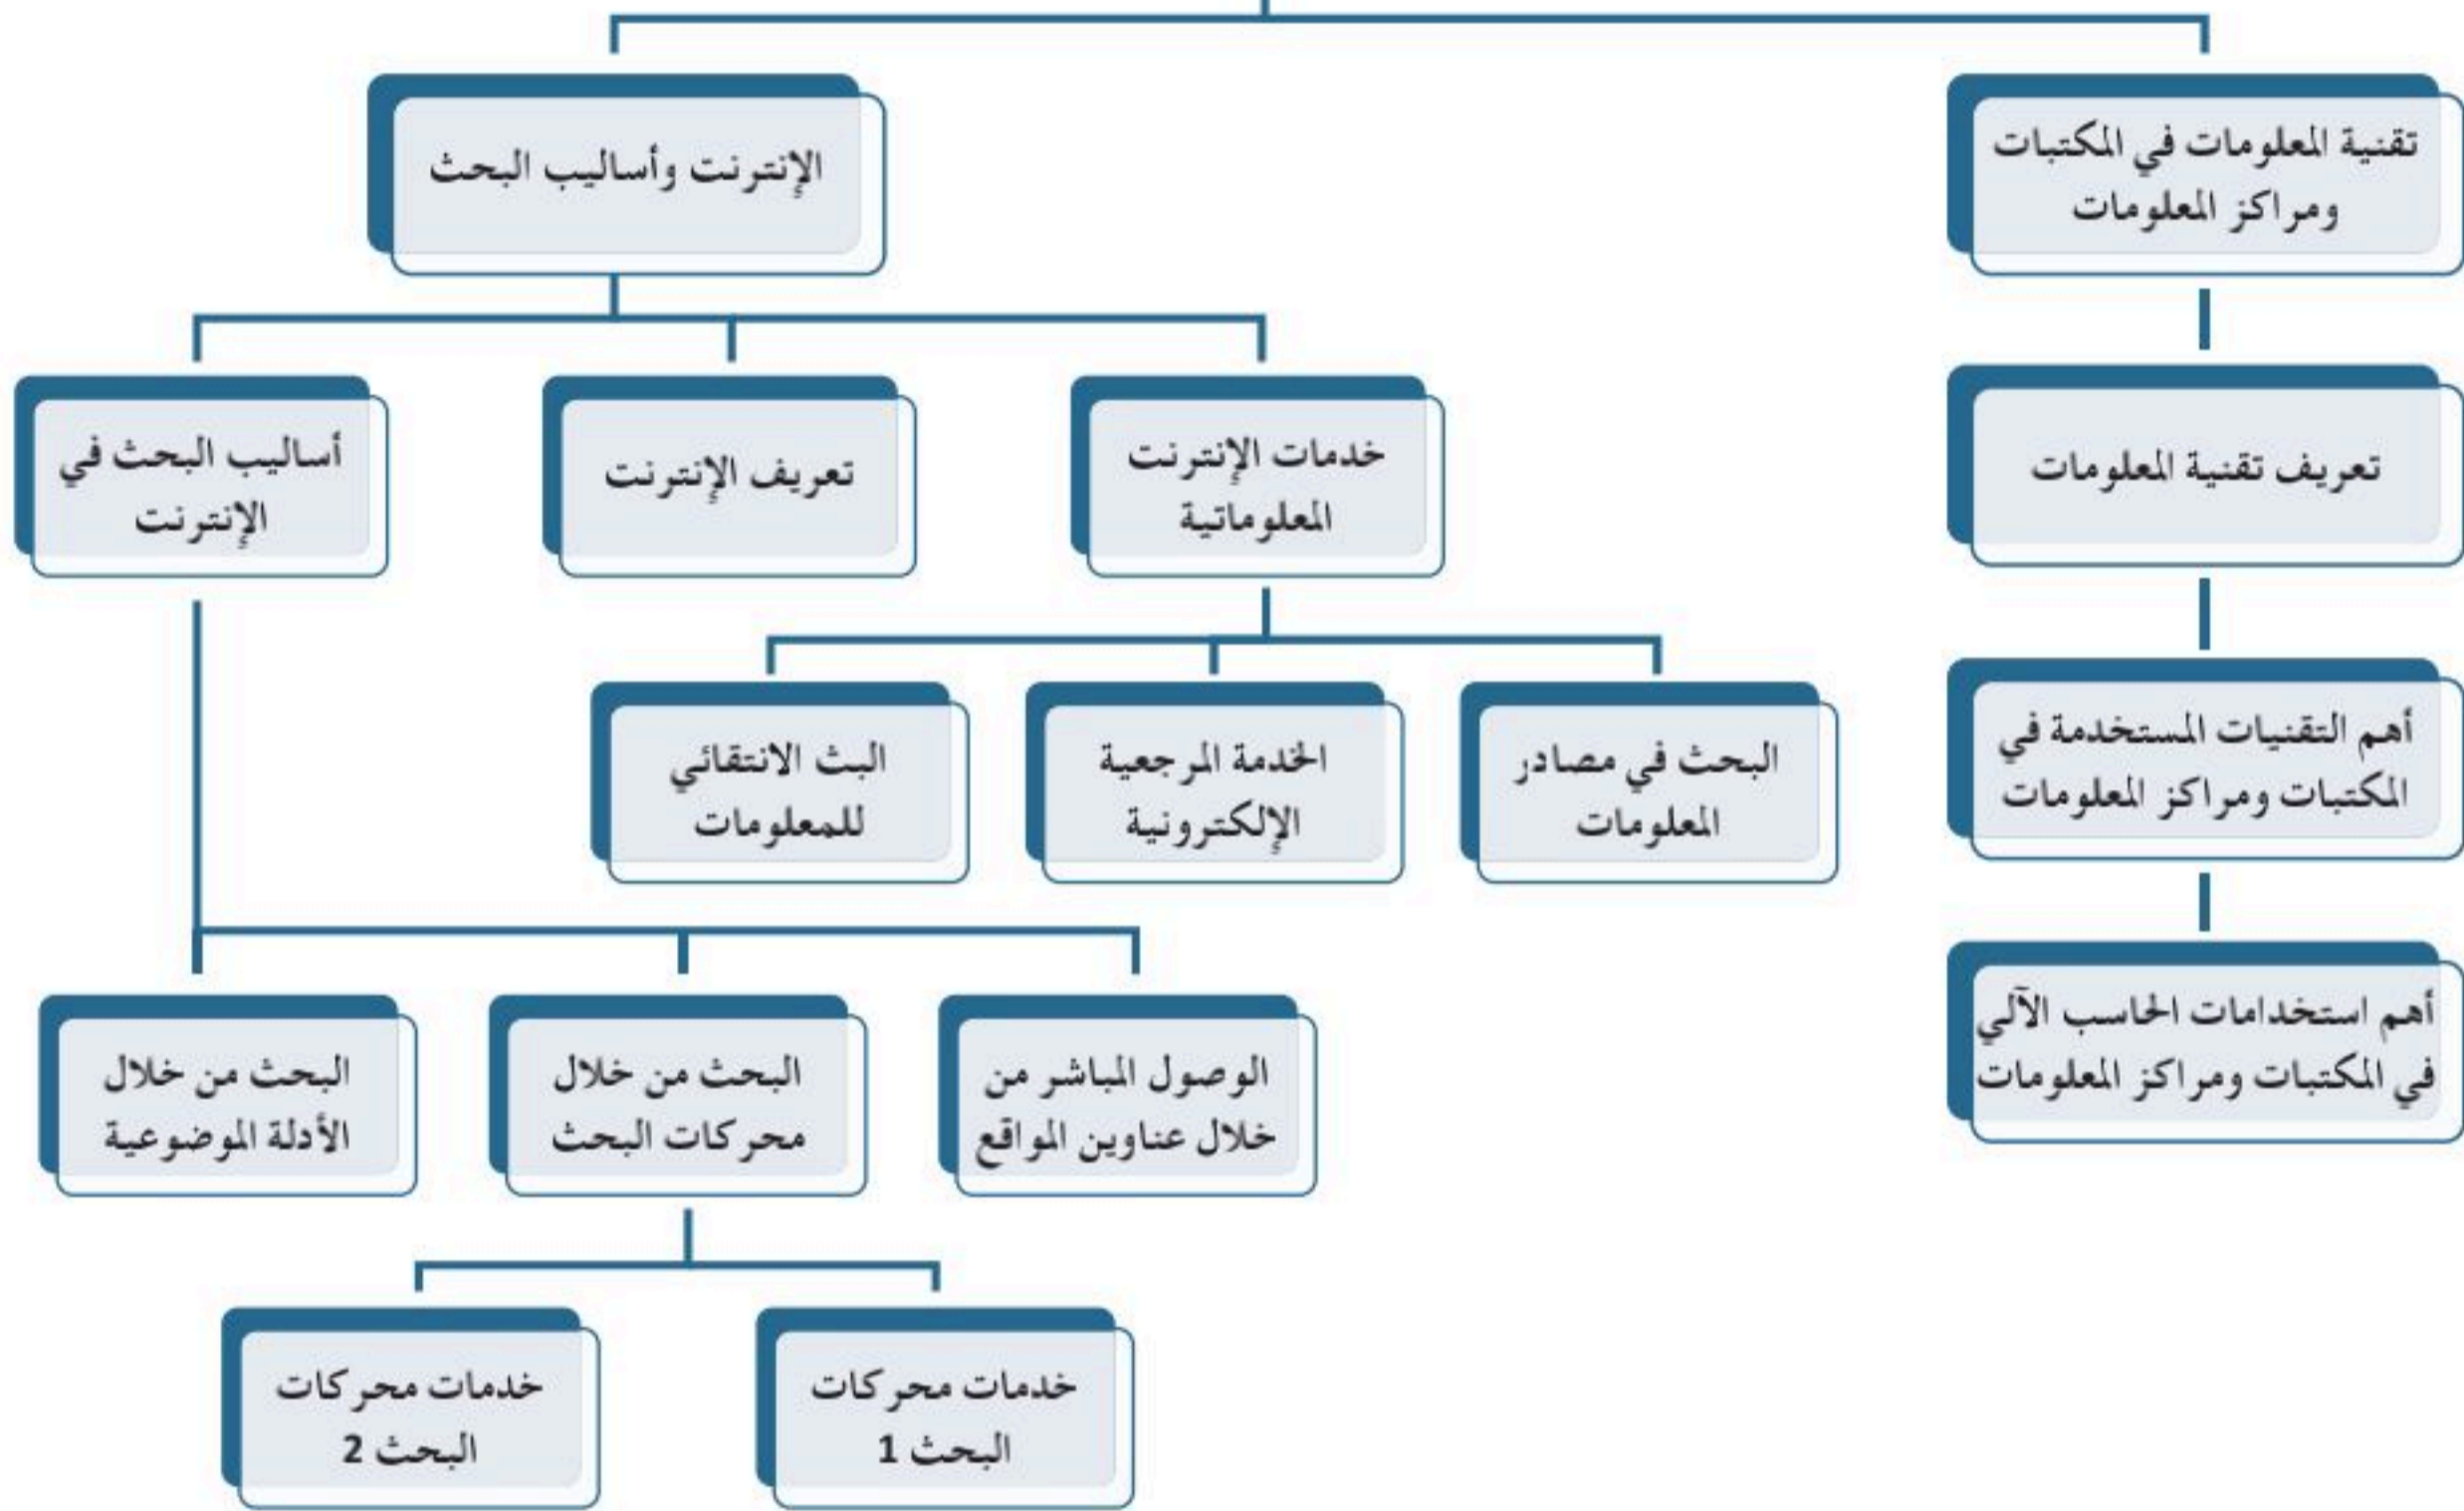 تقنية المعلومات في المكتبات
ومراكز المعلومات
الإنترنت وأساليب البحث
تعريف تقنية المعلومات
خدمات الإنترنت
المعلوماتية
تعريف الإنترنت
أساليب البحث في
الإنترنت
أهم التقنيات المستخدمة في
المكتبات ومراكز المعلومات
البحث في مصادر
المعلومات
الخدمة المرجعية
الإلكترونية
البث الانتقائي
للمعلومات
أهم استخدامات الحاسب الآلي
في المكتبات ومراكز المعلومات
الوصول المباشر من
خلال عناوين المواقع
البحث من خلال
محركات البحث
البحث من خلال
الأدلة الموضوعية
خدمات محركات
البحث 1
خدمات محركات
البحث 2